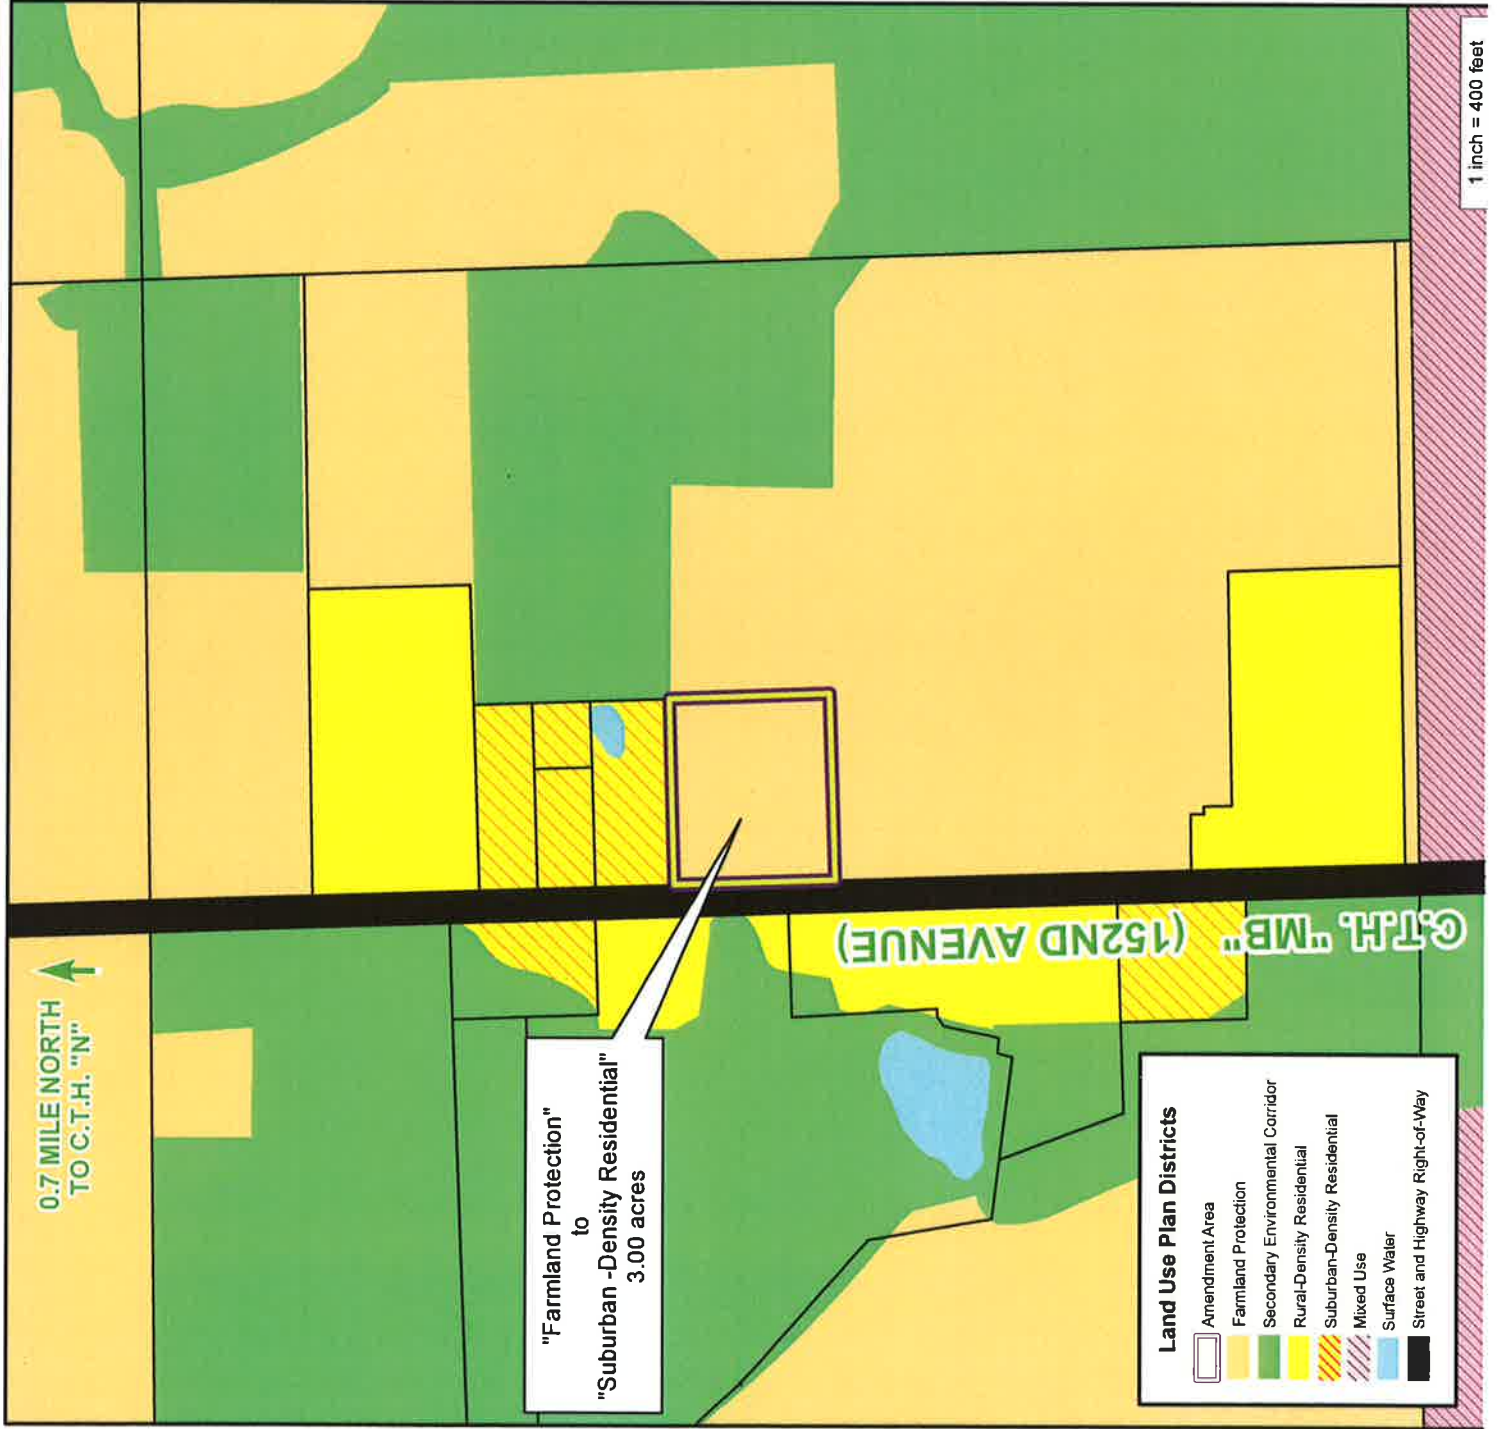 0.7 MILE NORTH
TO C.T.H. "N"
"Farmland Protection"
to
"Suburban -Density Residential"
3.00 acres
C.T.H. "MB" (152ND AVENUE)
Land Use Plan Districts
Amendment Area
Farmland Protection
Secondary Environmental Corridor
Rural-Density Residential
Suburban-Density Residential
Mixed Use
Surface Water
Street and Highway Right-of-Way
1 inch = 400 feet